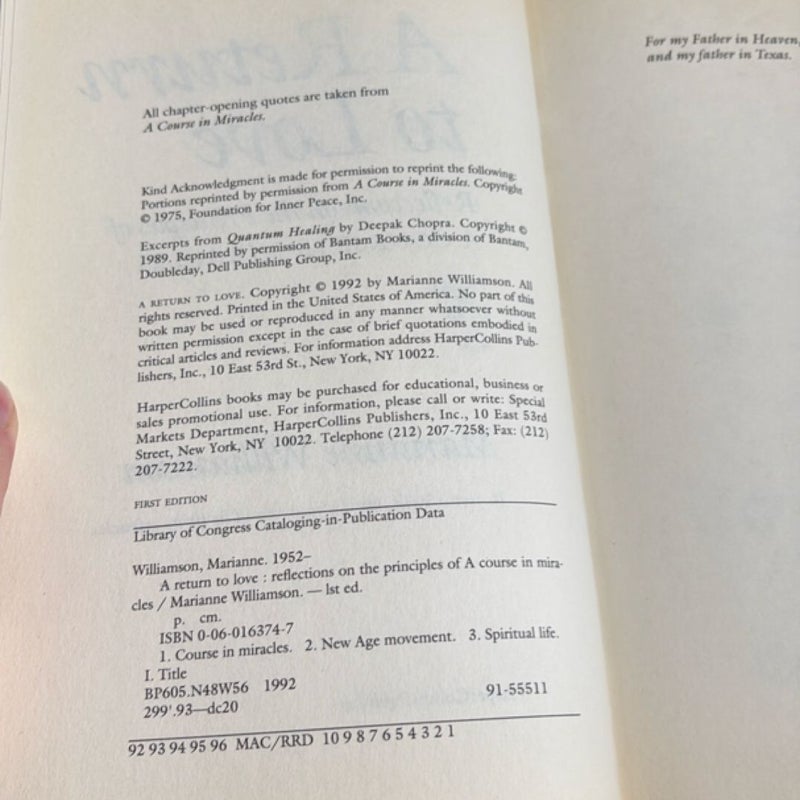 All chapter-opening quotes are taken from
A Course in Miracles.
Kind Acknowledgment is made for permission to reprint the following:
Portions reprinted by permission from A Course in Miracles. Copyright
© 1975, Foundation for Inner Peace, Inc.
Excerpts from Quantum Healing by Deepak Chopra. Copyright ©
1989. Reprinted by permission of Bantam Books, a division of Bantam,
Doubleday, Dell Publishing Group, Inc.
A RETURN TO LOVE. Copyright © 1992 by Marianne Williamson. All
rights reserved. Printed in the United States of America. No part of this
book may be used or reproduced in any manner whatsoever without
written permission except in the case of brief quotations embodied in
critical articles and reviews. For information address HarperCollins Pub-
lishers, Inc., 10 East 53rd St., New York, NY 10022.
HarperCollins books may be purchased for educational, business or
sales promotional use. For information, please call or write: Special
Markets Department, HarperCollins Publishers, Inc., 10 East 53rd
Street, New York, NY 10022. Telephone (212) 207-7258; Fax: (212)
207-7222.
FIRST EDITION
Library of Congress Cataloging-in-Publication Data
Williamson, Marianne. 1952–
A return to love : reflections on the principles of A course in mira-
cles / Marianne Williamson. — lst ed.
p. cm.
ISBN 0-06-016374-7
1. Course in miracles. 2. New Age movement. 3. Spiritual life.
I. Title
BP605.N48W56 1992
299'.93—dc20 91-55511
92 93 94 95 96 MAC/RRD 10 9 8 7 6 5 4 3 2 1
For my Father in Heaven,
and my father in Texas.